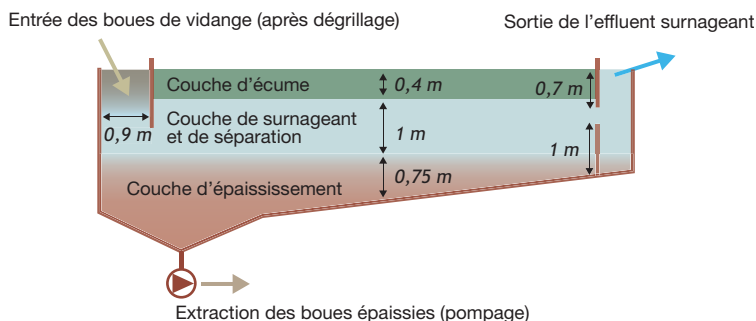 Entrée des boues de vidange (après dégrillage)
Sortie de l'effluent surnageant
Couche d'écume
0,4 m
0,7 m
0,9 m
Couche de surnageant
et de séparation
1 m
1 m
Couche d'épaississement
0,75 m
Extraction des boues épaissies (pompage)